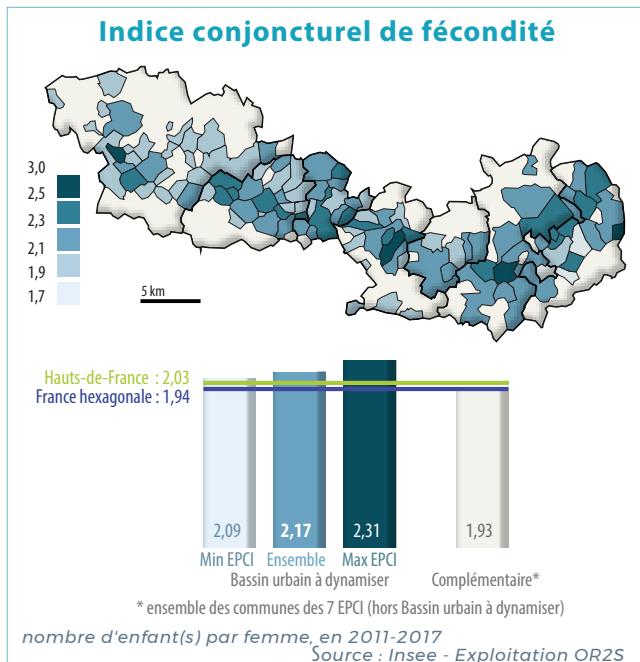 Indice conjoncturel de fécondité
3,0
2,5
2,3
2,1
1,9
1,7
5 km
Hauts-de-France : 2,03
France hexagonale : 1,94
2,09 2,17 2,31 1,93
Min EPCI Ensemble Max EPCI
Bassin urbain à dynamiser Complémentaire*
* ensemble des communes des 7 EPCI (hors Bassin urbain à dynamiser)
nombre d'enfant(s) par femme, en 2011-2017
Source : Insee - Exploitation OR2S